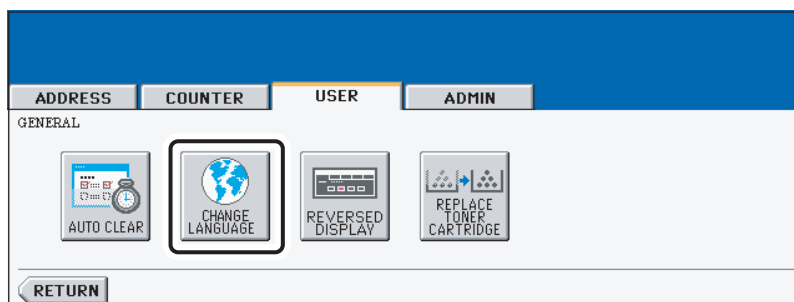 ADDRESS COUNTER USER ADMIN
GENERAL
AUTO CLEAR
CHANGE
LANGUAGE
REVERSED
DISPLAY
REPLACE
TONER
CARTRIDGE
RETURN